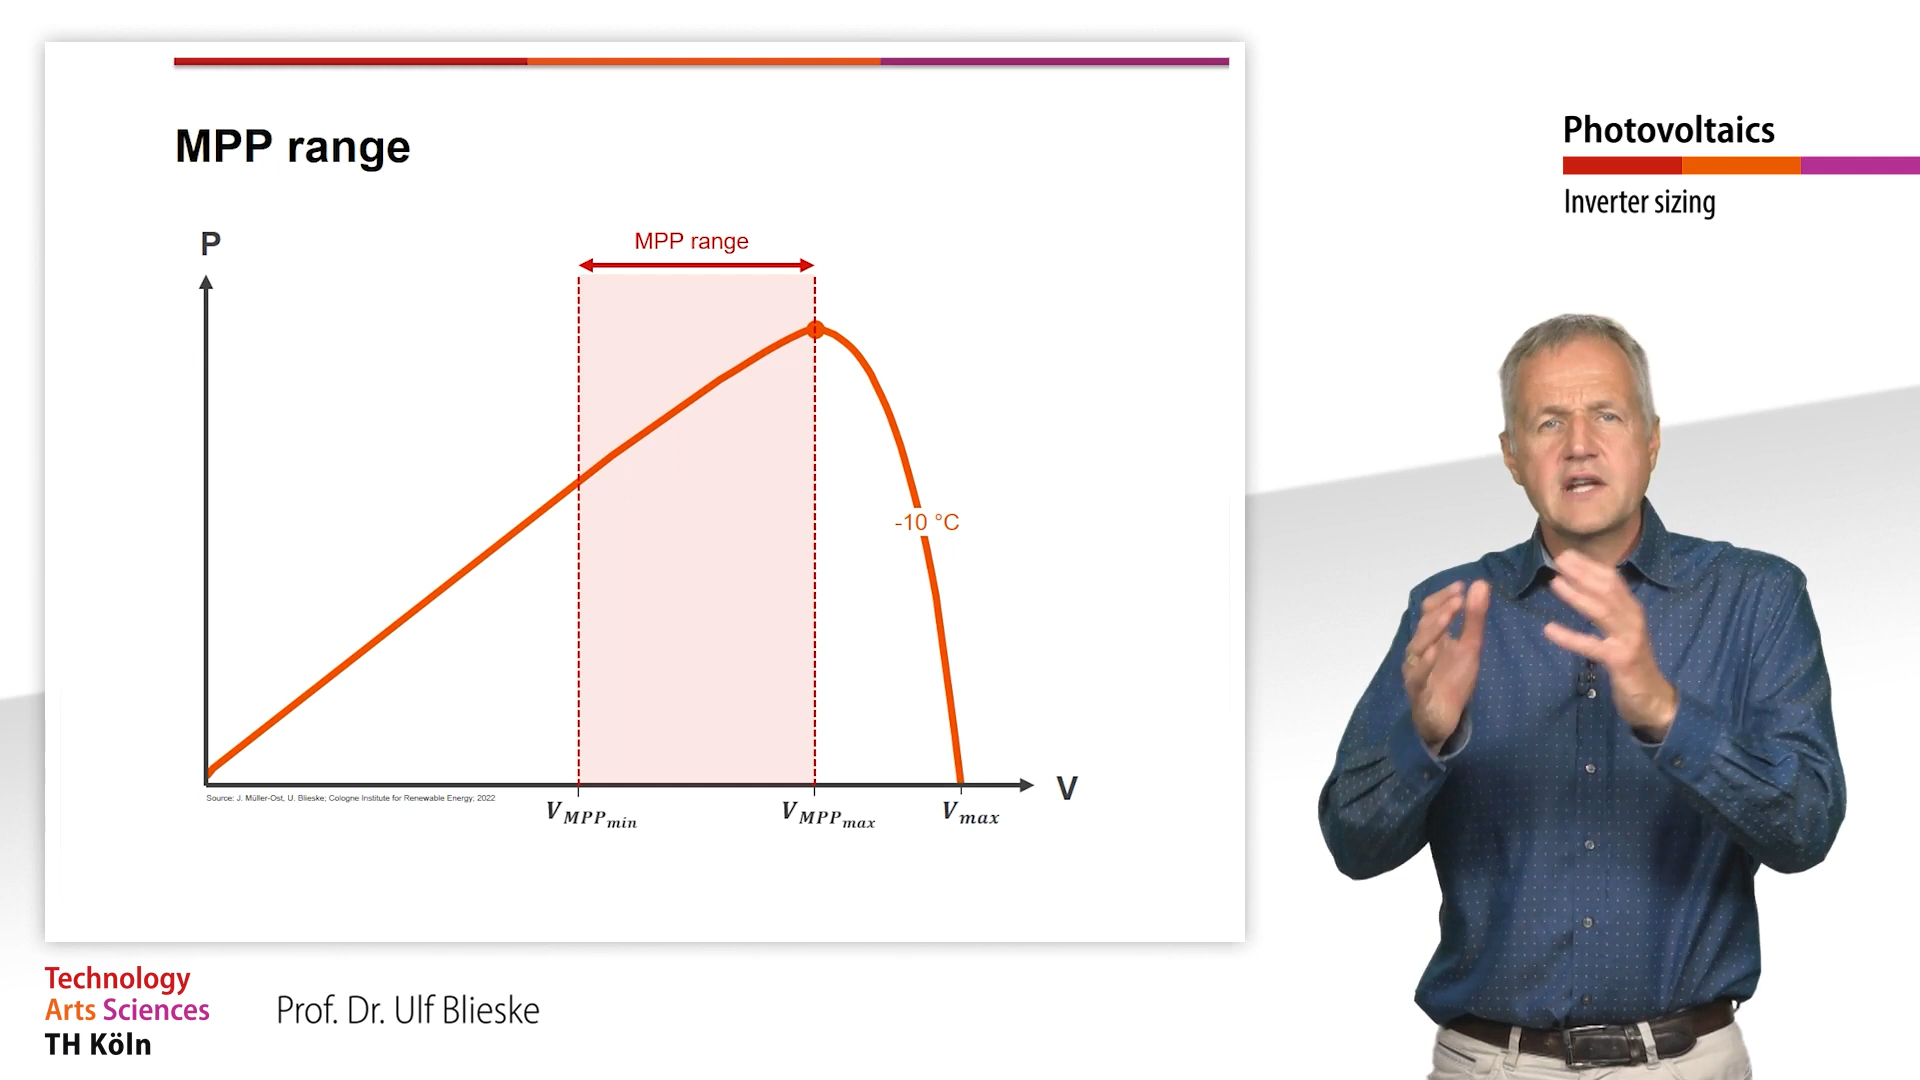 MPP range
P
MPP range
-10 °C
V
Source: J. Müller-Ost, U. Blieske; Cologne Institute for Renewable Energy; 2022
V_MPP_min
V_MPP_max
V_max
Photovoltaics
Inverter sizing
Technology
Arts Sciences
TH Köln
Prof. Dr. Ulf Blieske